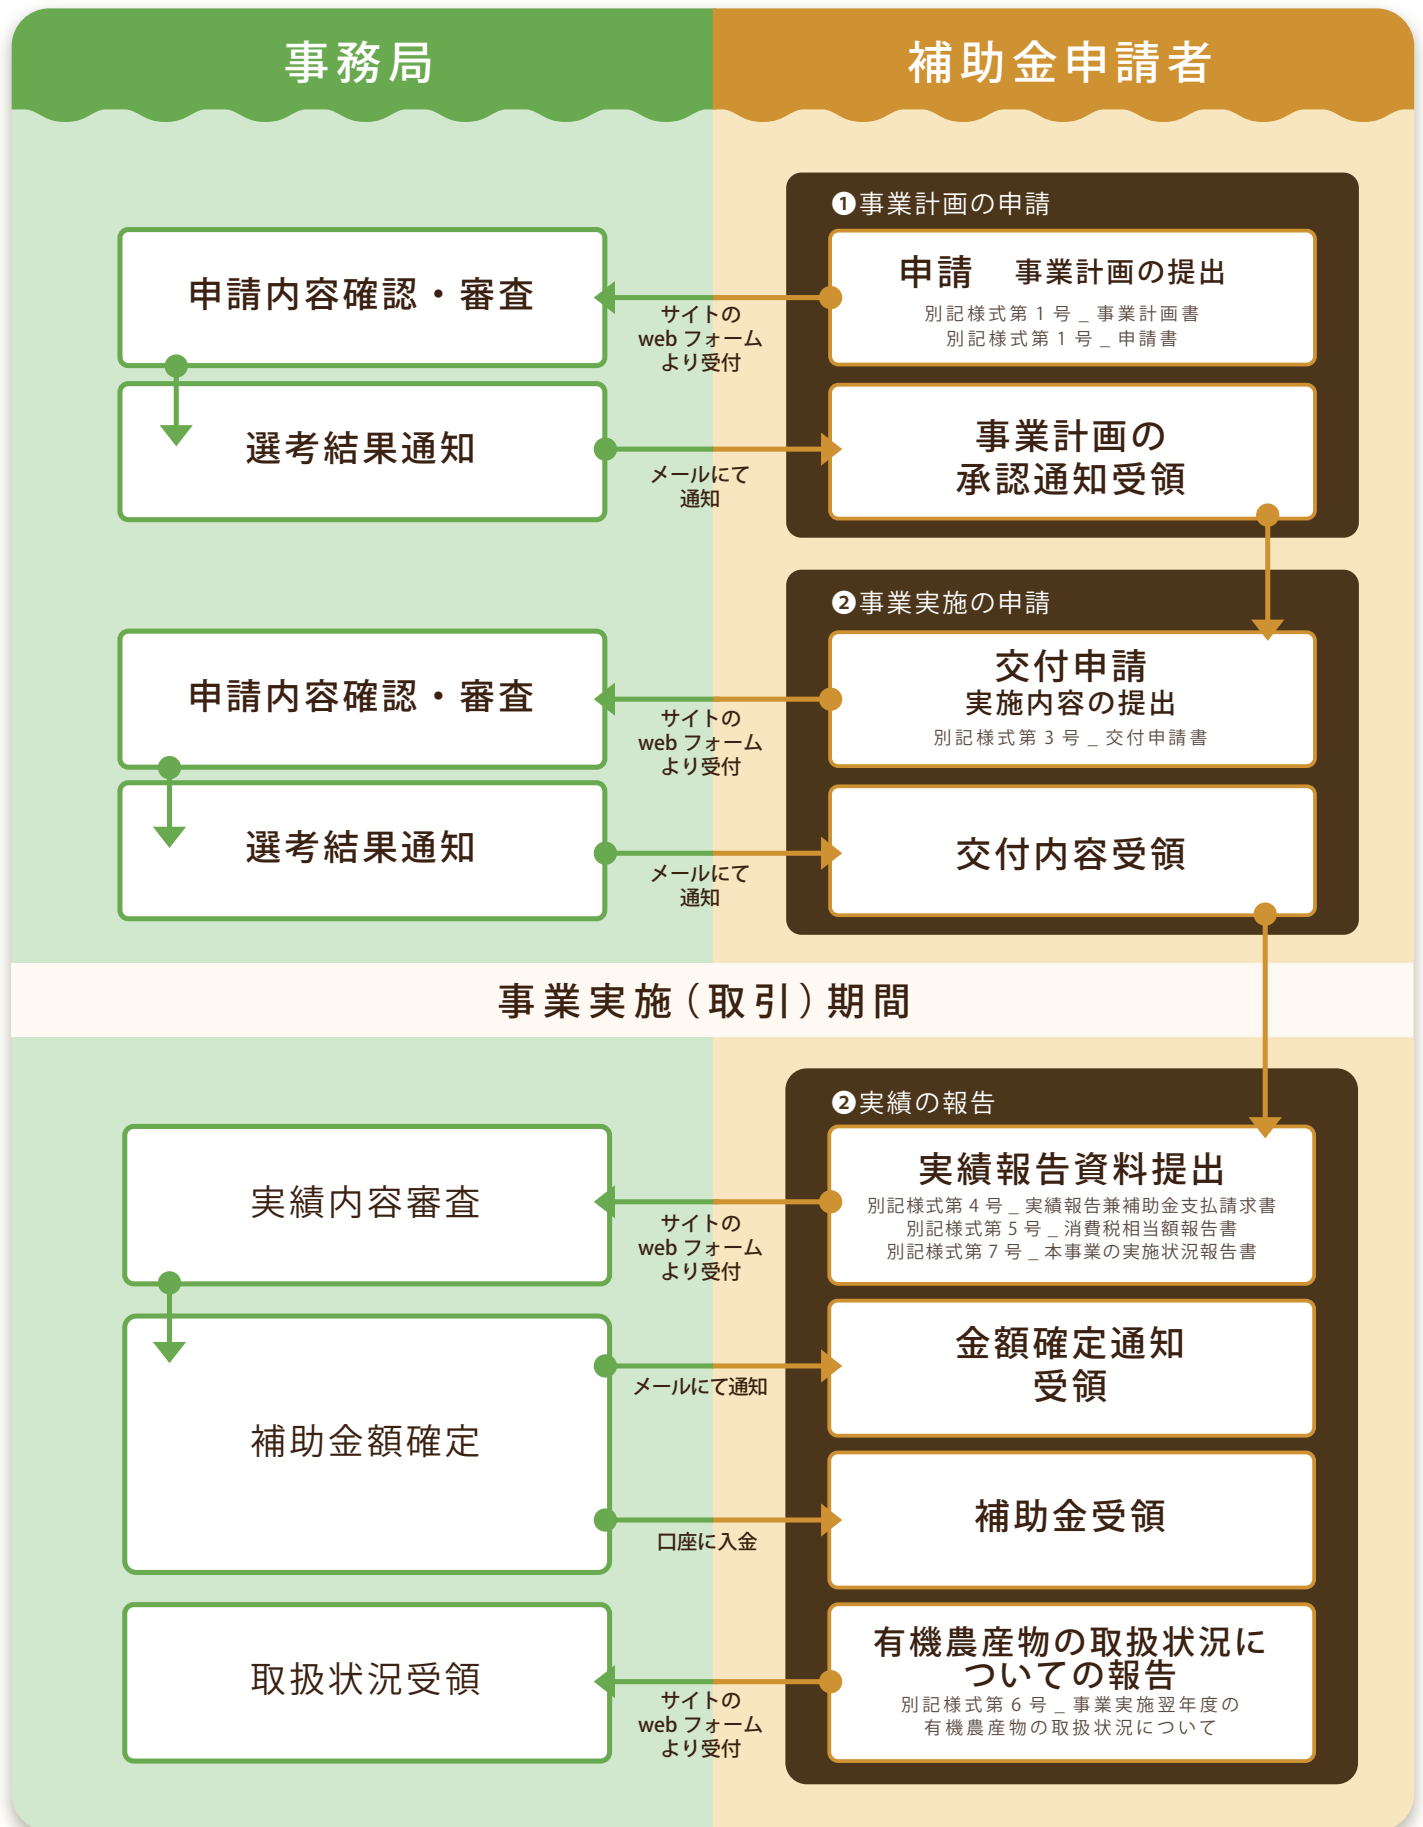 事務局
補助金申請者
❶事業計画の申請
申請 事業計画の提出
別記様式第1号_事業計画書
別記様式第1号_申請書
サイトの
webフォーム
より受付
申請内容確認・審査
選考結果通知
メールにて
通知
事業計画の
承認通知受領
❷事業実施の申請
交付申請
実施内容の提出
別記様式第3号_交付申請書
サイトの
webフォーム
より受付
申請内容確認・審査
選考結果通知
メールにて
通知
交付内容受領
事業実施(取引)期間
❷実績の報告
実績報告資料提出
別記様式第4号_実績報告兼補助金支払請求書
別記様式第5号_消費税相当額報告書
別記様式第7号_本事業の実施状況報告書
サイトの
webフォーム
より受付
実績内容審査
補助金額確定
メールにて通知
金額確定通知
受領
口座に入金
補助金受領
有機農産物の取扱状況に
ついての報告
別記様式第6号_事業実施翌年度の
有機農産物の取扱状況について
サイトの
webフォーム
より受付
取扱状況受領